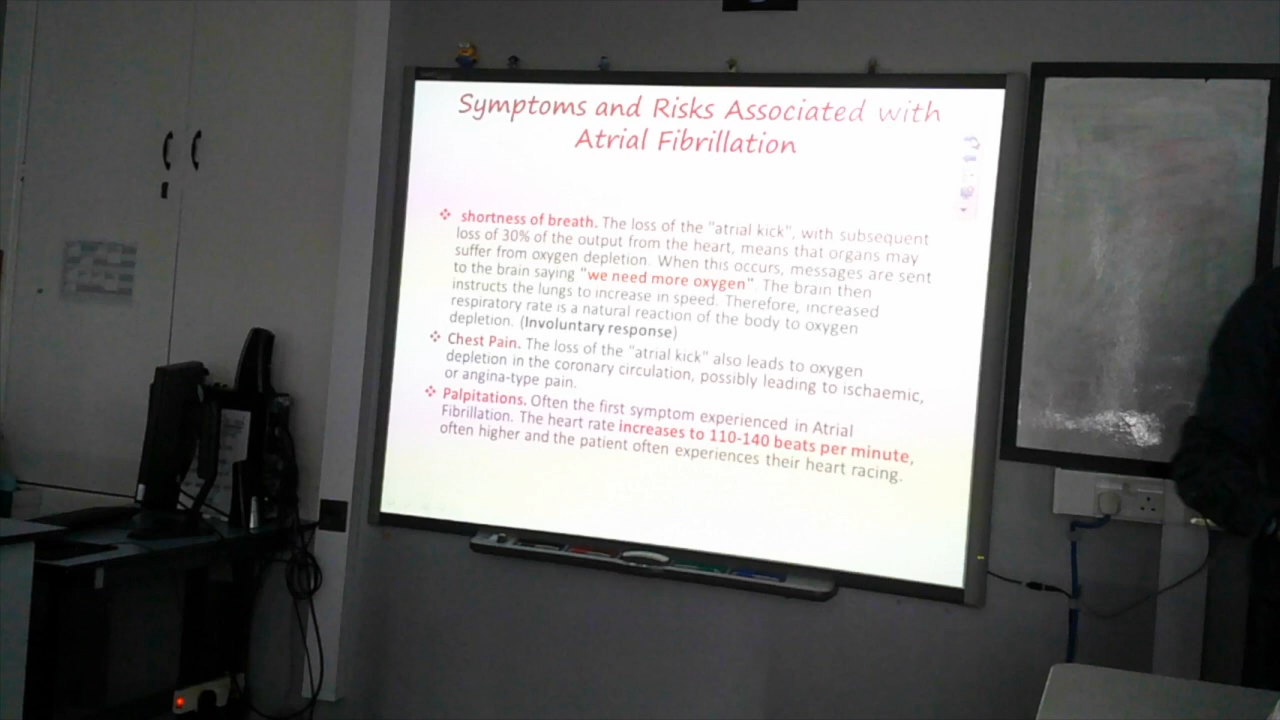 Symptoms and Risks Associated with
Atrial Fibrillation
❖ shortness of breath. The loss of the "atrial kick", with subsequent
loss of 30% of the output from the heart, means that organs may
suffer from oxygen depletion. When this occurs, messages are sent
to the brain saying "we need more oxygen". The brain then
instructs the lungs to increase in speed. Therefore, increased
respiratory rate is a natural reaction of the body to oxygen
depletion. (Involuntary response)
❖ Chest Pain. The loss of the "atrial kick" also leads to oxygen
depletion in the coronary circulation, possibly leading to ischaemic,
or angina-type pain.
❖ Palpitations. Often the first symptom experienced in Atrial
Fibrillation. The heart rate increases to 110-140 beats per minute,
often higher and the patient often experiences their heart racing.